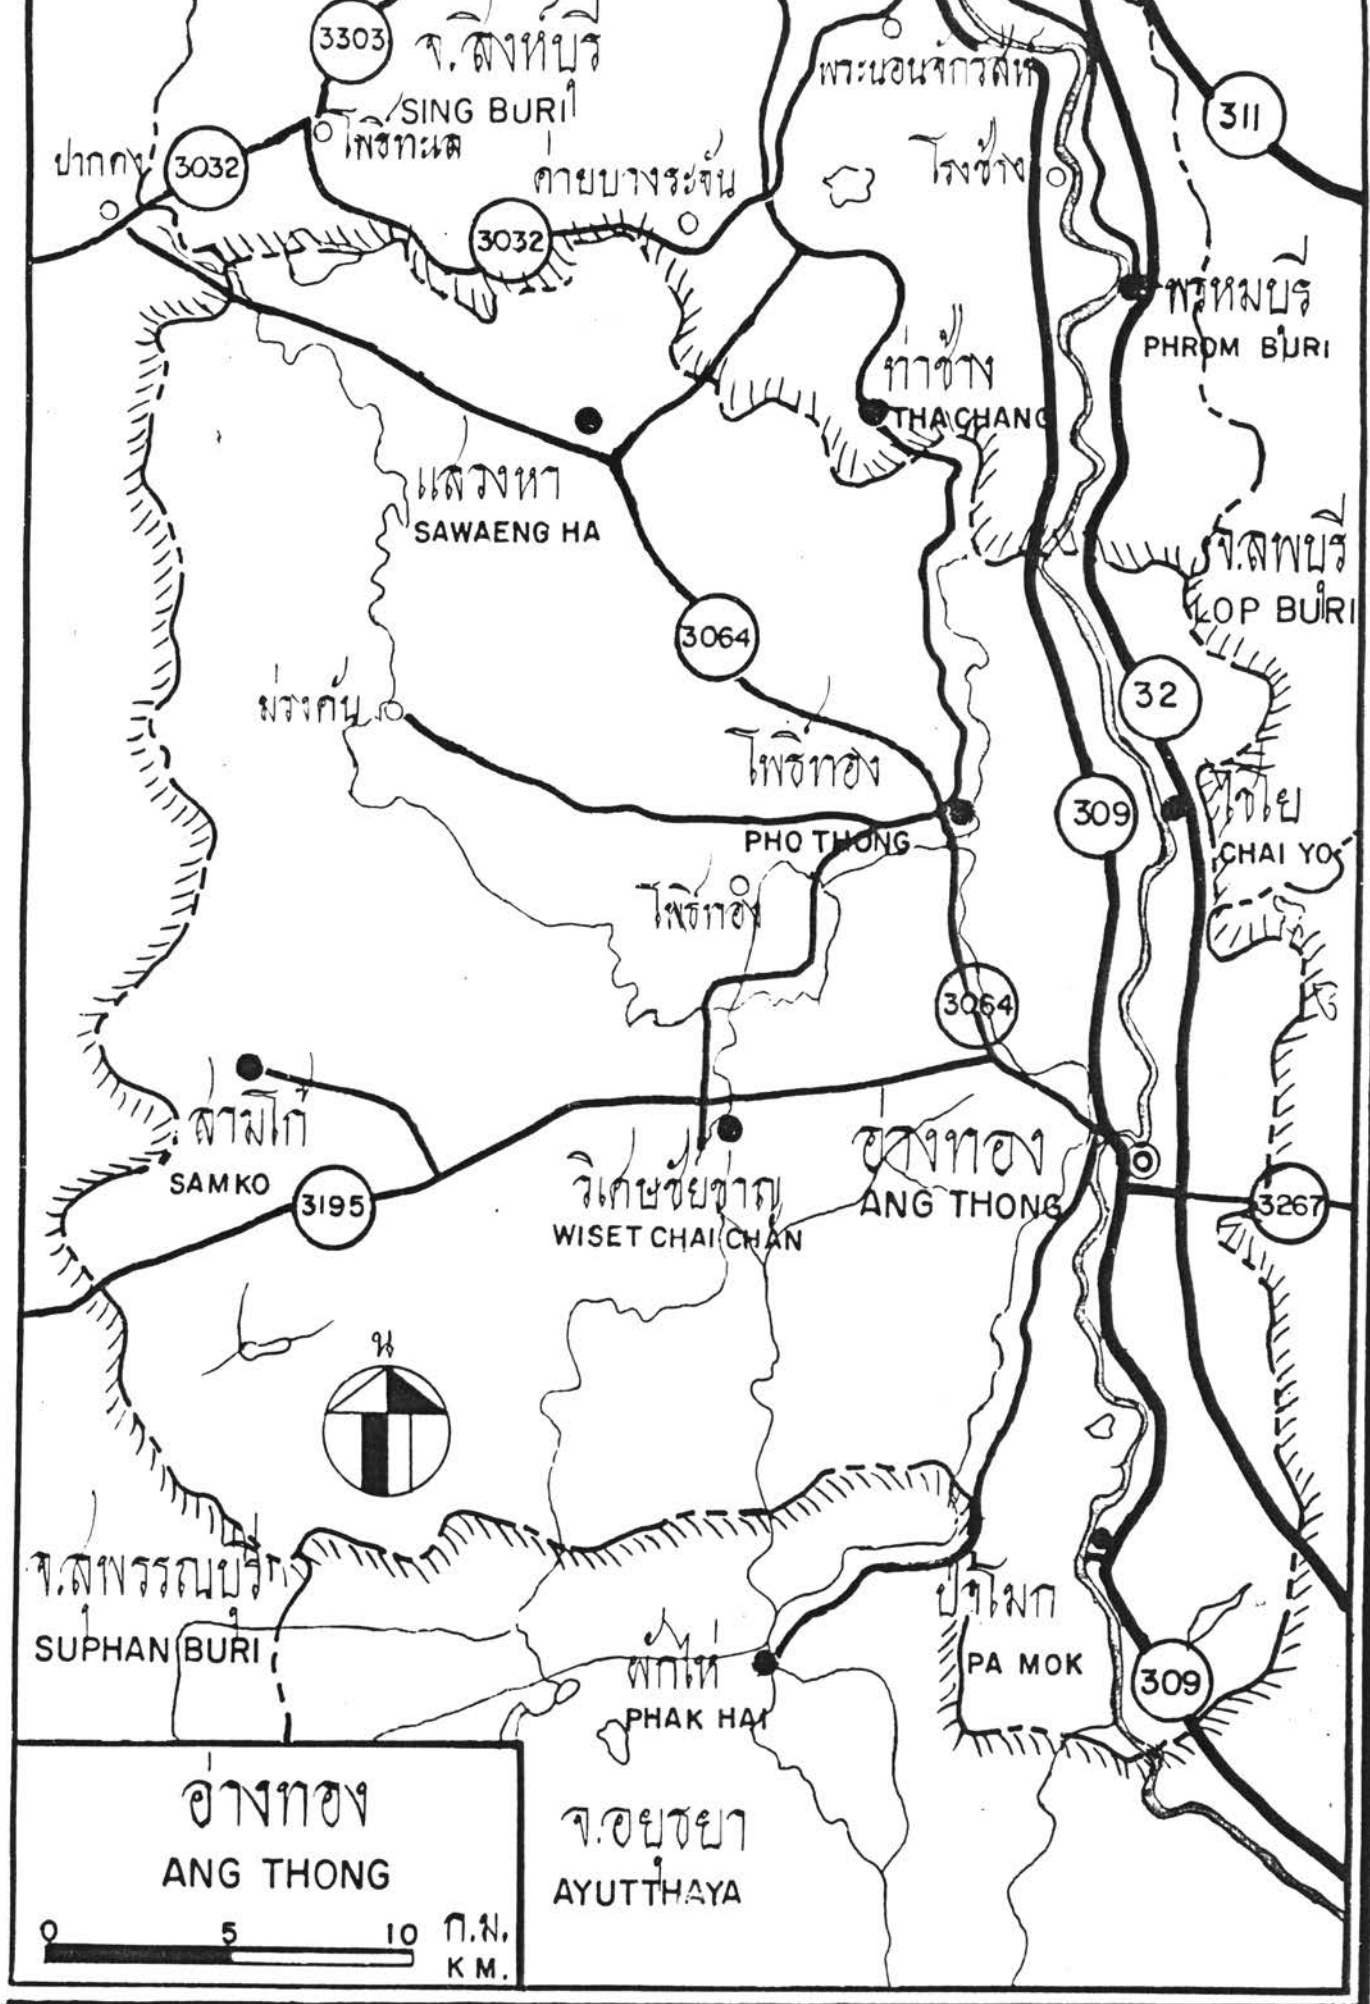 3303
จ.สิงห์บุรี
SING BURI
พระนอนจักรสีห์
311
ปากดง
3032
โพธิ์ทะเล
ค่ายบางระจัน
โรงช้าง
3032
พรหมบุรี
PHROM BURI
ท่าช้าง
THA CHANG
แสวงหา
SAWAENG HA
จ.ลพบุรี
LOP BURI
3064
ม่วงคัน
32
โพธิ์ทอง
PHO THONG
309
ไชโย
CHAI YO
โพธิ์ทอง
3064
สามโก้
SAMKO
วิเศษชัยชาญ
WISET CHAI CHAN
อ่างทอง
ANG THONG
3195
3267
น
จ.สุพรรณบุรี
SUPHAN BURI
ป่าโมก
PA MOK
ผักไห่
PHAK HAI
309
อ่างทอง
ANG THONG
จ.อยุธยา
AYUTTHAYA
0 5 10 ก.ม.
KM.